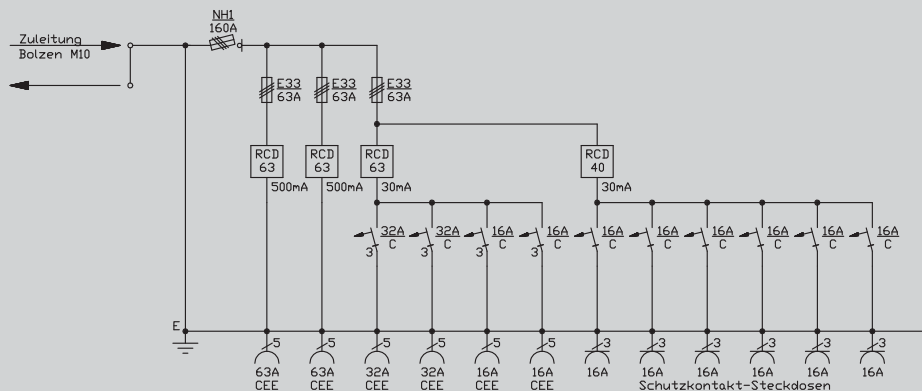 NH1
160A
Zuleitung
Bolzen M10
E33 E33 E33
63A 63A 63A
RCD RCD RCD RCD
63 63 63 40
500mA 500mA 30mA 30mA
32A 32A 16A 16A 16A 16A 16A 16A 16A 16A
C C C C C C C C C C
3 3 3 3
E
5 5 5 5 5 5 3 3 3 3 3 3
63A 63A 32A 32A 16A 16A 16A 16A 16A 16A 16A 16A
CEE CEE CEE CEE CEE CEE Schutzkontakt-Steckdosen